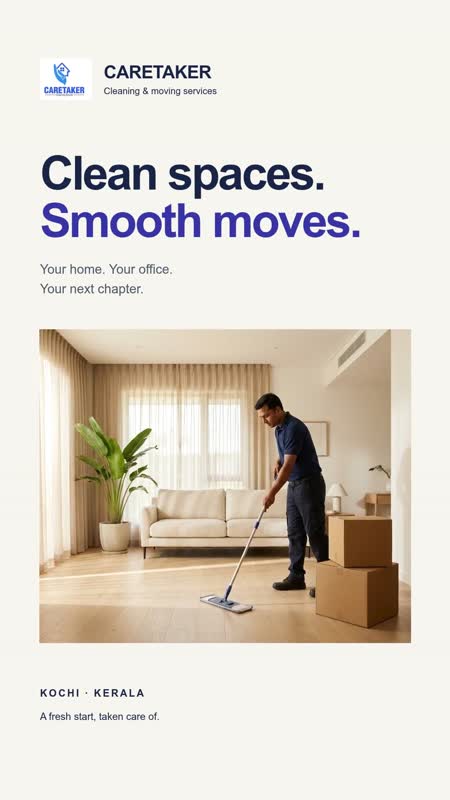 CARETAKER
CARETAKER
Cleaning & moving services
Clean spaces.
Smooth moves.
Your home. Your office.
Your next chapter.
KOCHI · KERALA
A fresh start, taken care of.